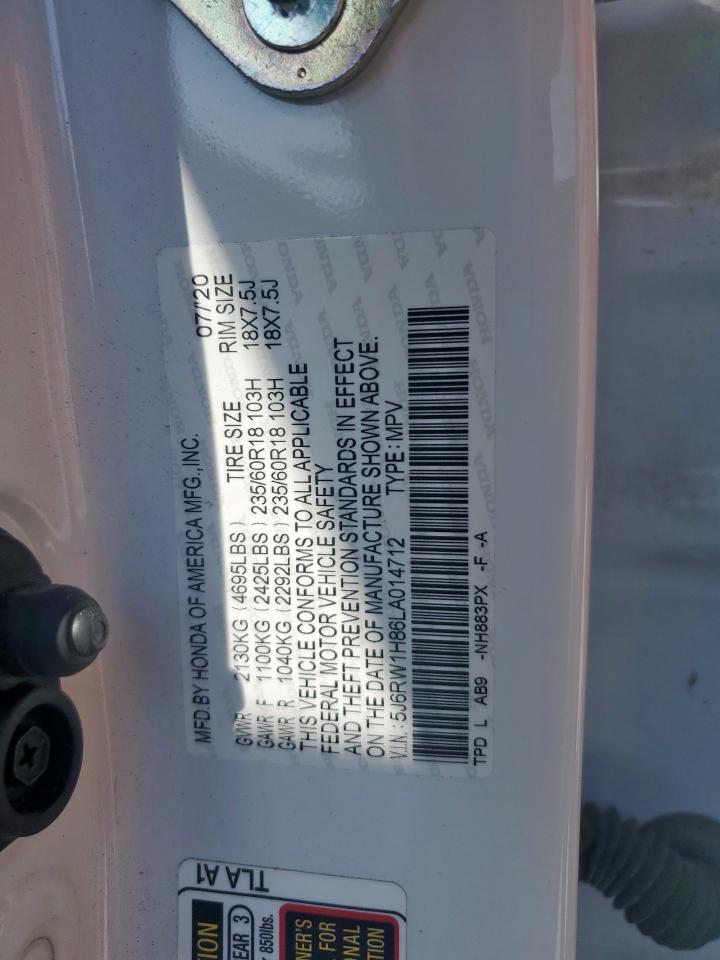 MFD.BY HONDA OF AMERICA MFG.,INC. 07/'20
GVWR 2130KG (4695LBS) TIRE SIZE RIM SIZE
GAWR F 1100KG (2425LBS) 235/60R18 103H 18X7.5J
GAWR R 1040KG (2292LBS) 235/60R18 103H 18X7.5J
THIS VEHICLE CONFORMS TO ALL APPLICABLE
FEDERAL MOTOR VEHICLE SAFETY
AND THEFT PREVENTION STANDARDS IN EFFECT
ON THE DATE OF MANUFACTURE SHOWN ABOVE.
V.I.N.: 5J6RW1H86LA014712 TYPE: MPV
TPD L AB9 -NH883PX -F -A
TLA A1
3
850lbs.
FOR